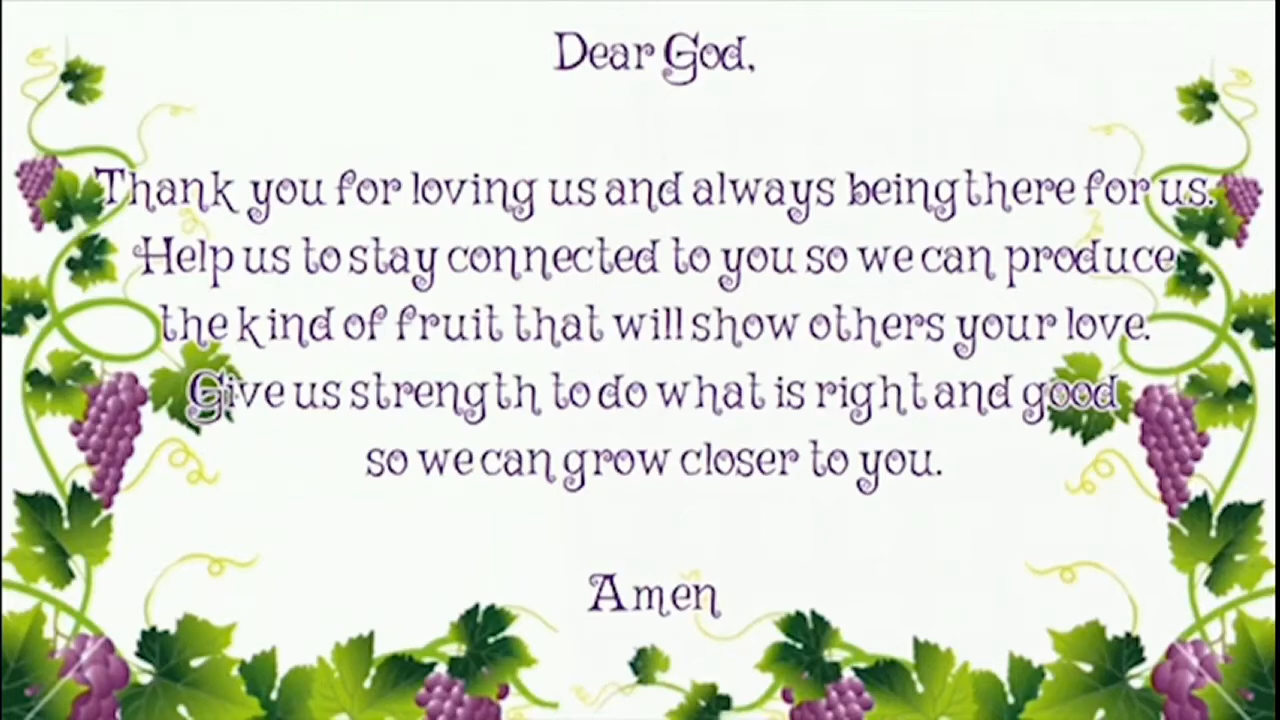 Dear God,
Thank you for loving us and always being there for us.
Help us to stay connected to you so we can produce
the kind of fruit that will show others your love.
Give us strength to do what is right and good
so we can grow closer to you.
Amen